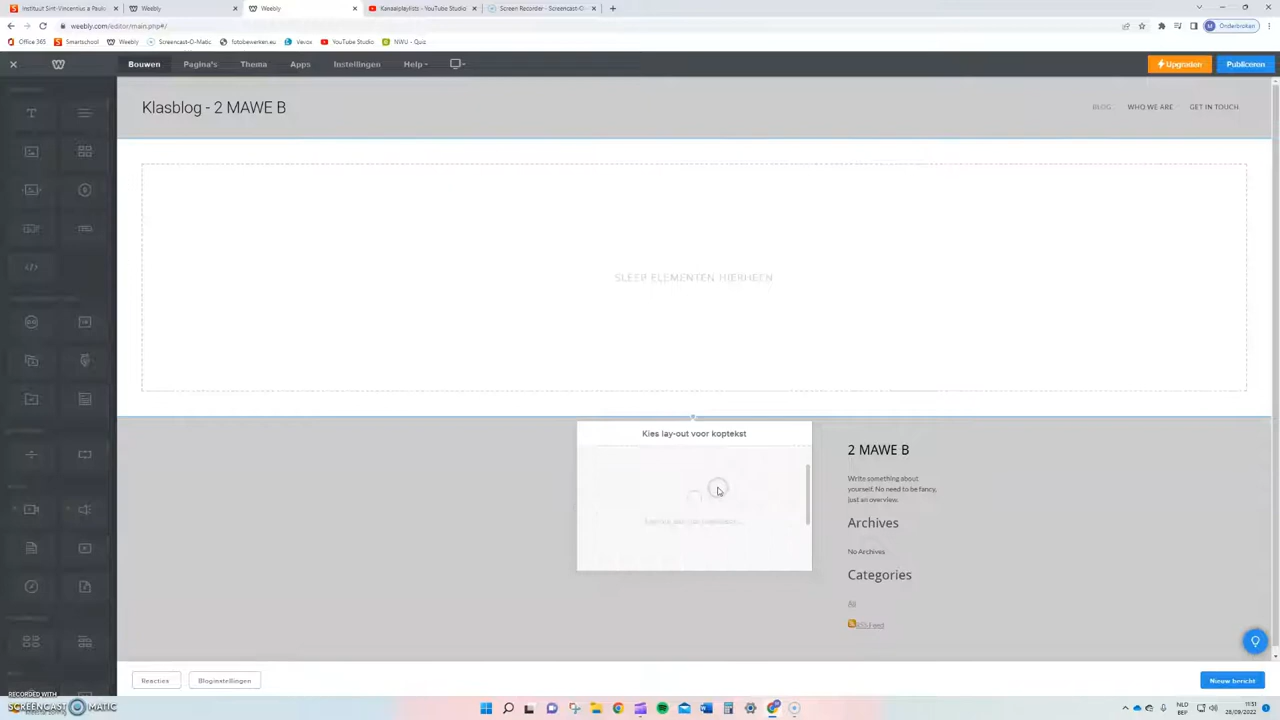 Instituut Sint-Vincentius a Paulo
Weebly
Weebly
Kanaalplaylists - YouTube Studio
Screen Recorder - Screencast-O-
weebly.com/editor/main.php#/
Onderbroken
Office 365
Smartschool
Weebly
Screencast-O-Matic
fotobewerken.eu
Vevox
YouTube Studio
NWU - Quiz
Bouwen
Pagina's
Thema
Apps
Instellingen
Help
Upgraden
Publiceren
Klasblog - 2 MAWE B
BLOG
WHO WE ARE
GET IN TOUCH
SLEEP ELEMENTEN HIERHEEN
Kies lay-out voor koptekst
2 MAWE B
Write something about
yourself. No need to be fancy,
just an overview.
Archives
No Archives
Categories
All
RSS Feed
Reacties
Bloginstellingen
Nieuw bericht
RECORDED WITH
SCREENCAST MATIC
NLD
BEP
11:51
28/09/2022